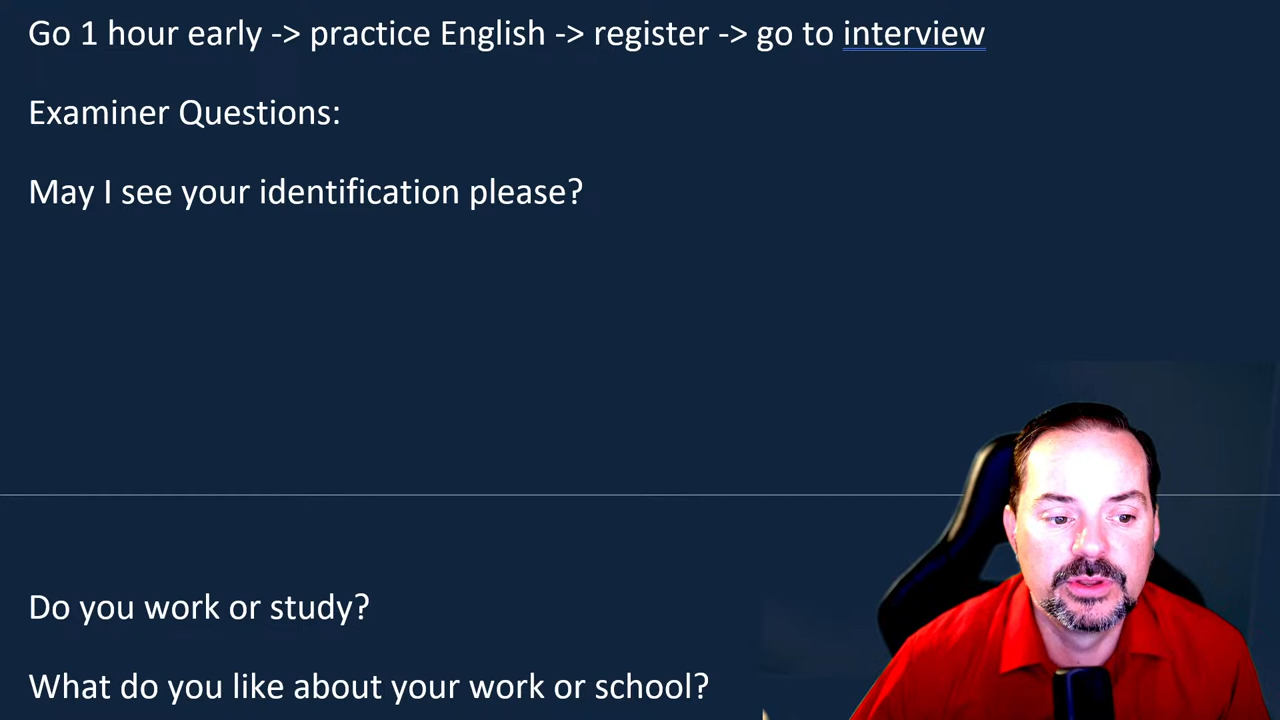 Go 1 hour early -> practice English -> register -> go to interview
Examiner Questions:
May I see your identification please?
Do you work or study?
What do you like about your work or school?